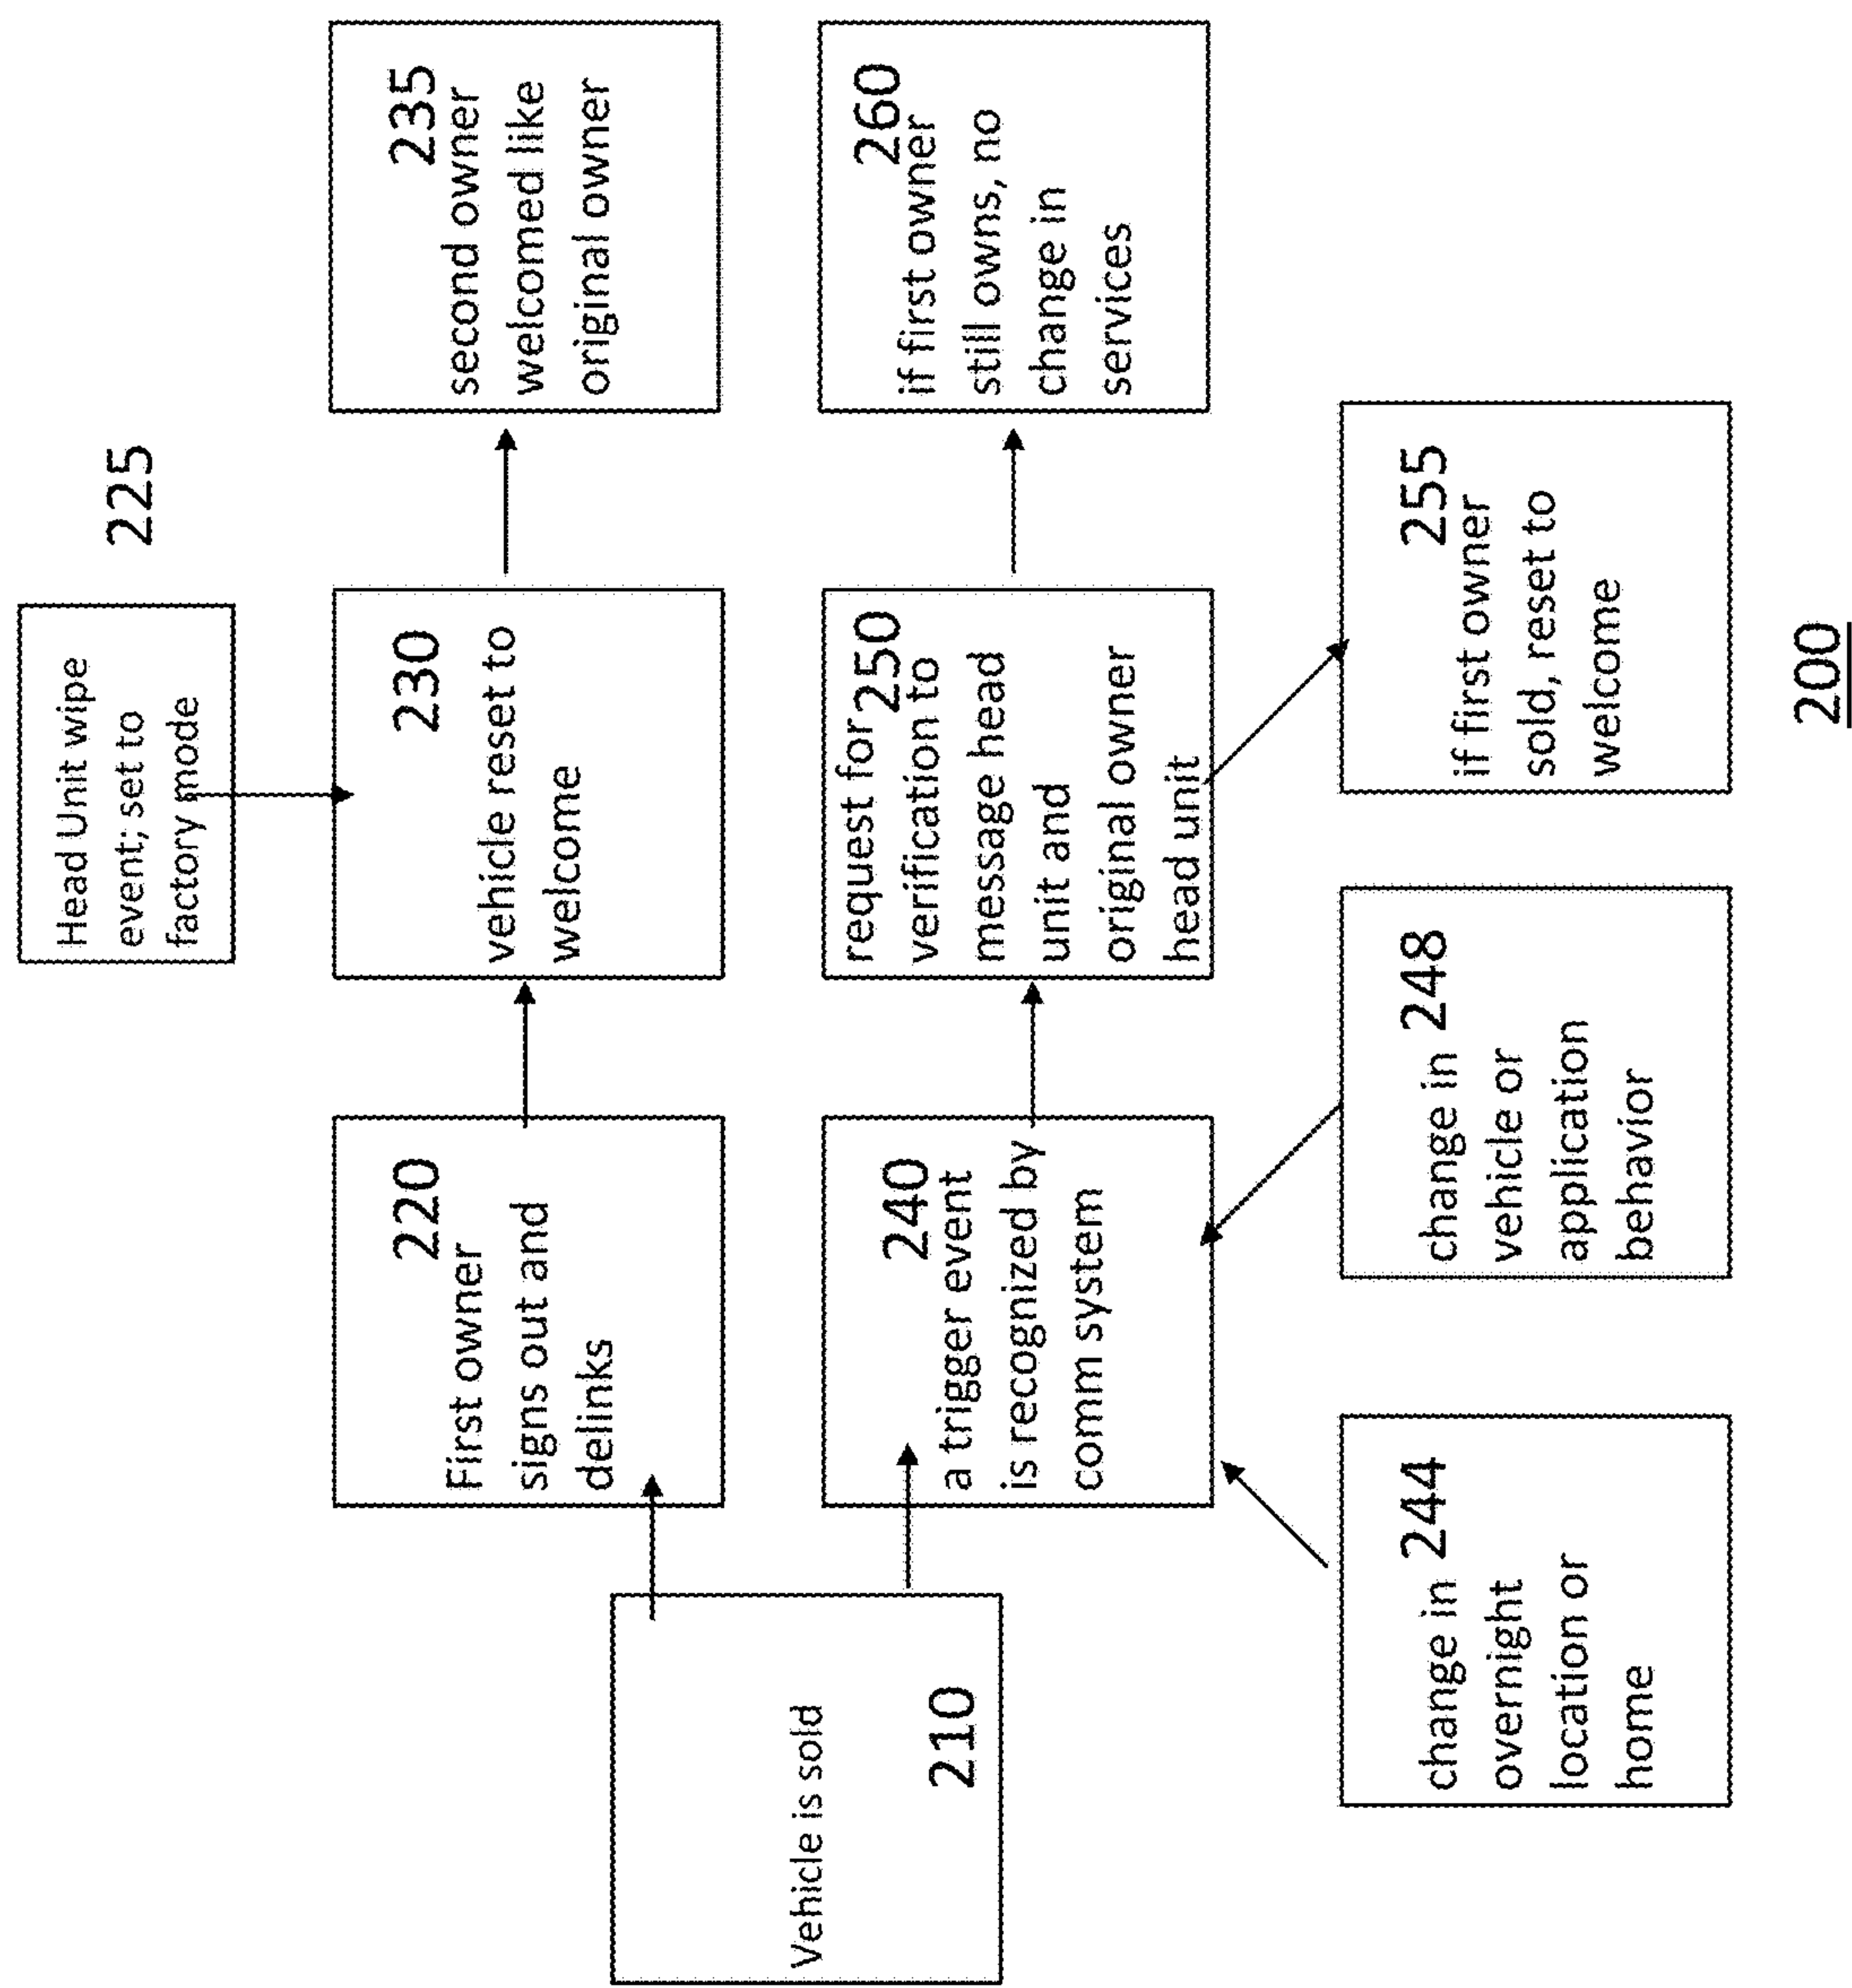 Head Unit wipe
event; set to
factory mode
225
220
First owner
signs out and
delinks
230
vehicle reset to
welcome
235
second owner
welcomed like
original owner
Vehicle is sold
210
240
a trigger event
is recognized by
comm system
request for
250
verification to
message head
unit and
original owner
head unit
260
if first owner
still owns, no
change in
services
change in 244
overnight
location or
home
change in 248
vehicle or
application
behavior
255
if first owner
sold, reset to
welcome
200